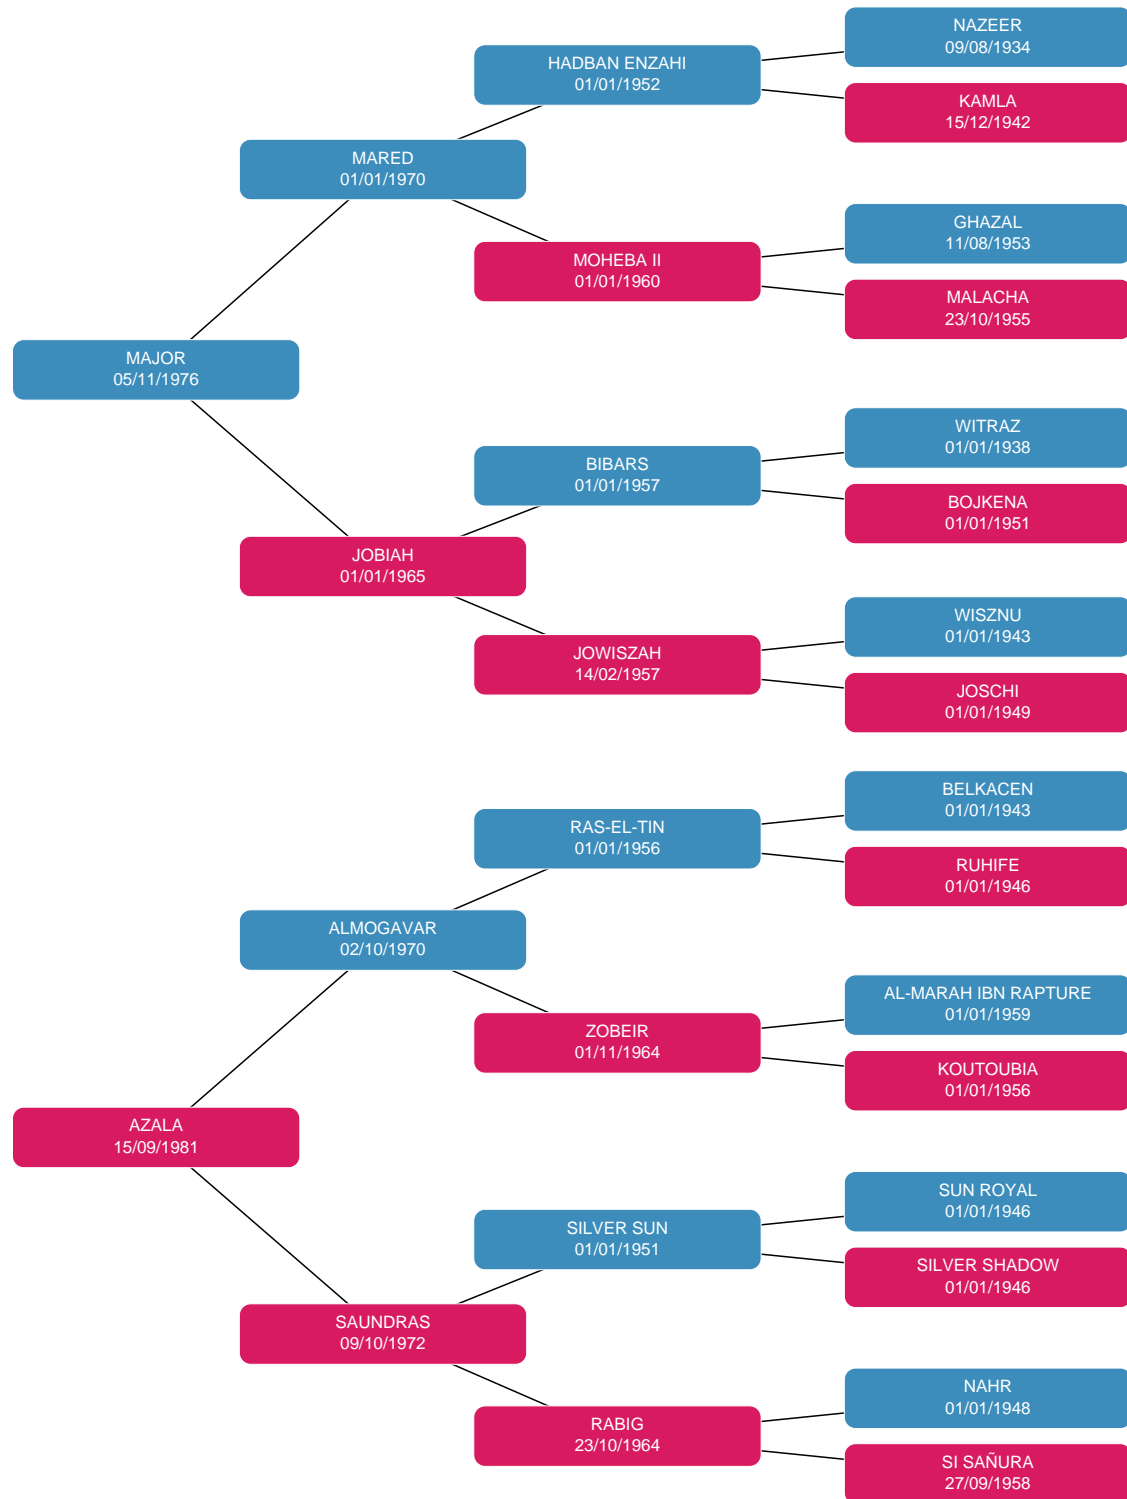 NAZEER
09/08/1934
HADBAN ENZAHI
01/01/1952
KAMLA
15/12/1942
MARED
01/01/1970
GHAZAL
11/08/1953
MOHEBA II
01/01/1960
MALACHA
23/10/1955
MAJOR
05/11/1976
WITRAZ
01/01/1938
BIBARS
01/01/1957
BOJKENA
01/01/1951
JOBIAH
01/01/1965
WISZNU
01/01/1943
JOWISZAH
14/02/1957
JOSCHI
01/01/1949
BELKACEN
01/01/1943
RAS-EL-TIN
01/01/1956
RUHIFE
01/01/1946
ALMOGAVAR
02/10/1970
AL-MARAH IBN RAPTURE
01/01/1959
ZOBEIR
01/11/1964
KOUTOUBIA
01/01/1956
AZALA
15/09/1981
SUN ROYAL
01/01/1946
SILVER SUN
01/01/1951
SILVER SHADOW
01/01/1946
SAUNDRAS
09/10/1972
NAHR
01/01/1948
RABIG
23/10/1964
SI SAÑURA
27/09/1958